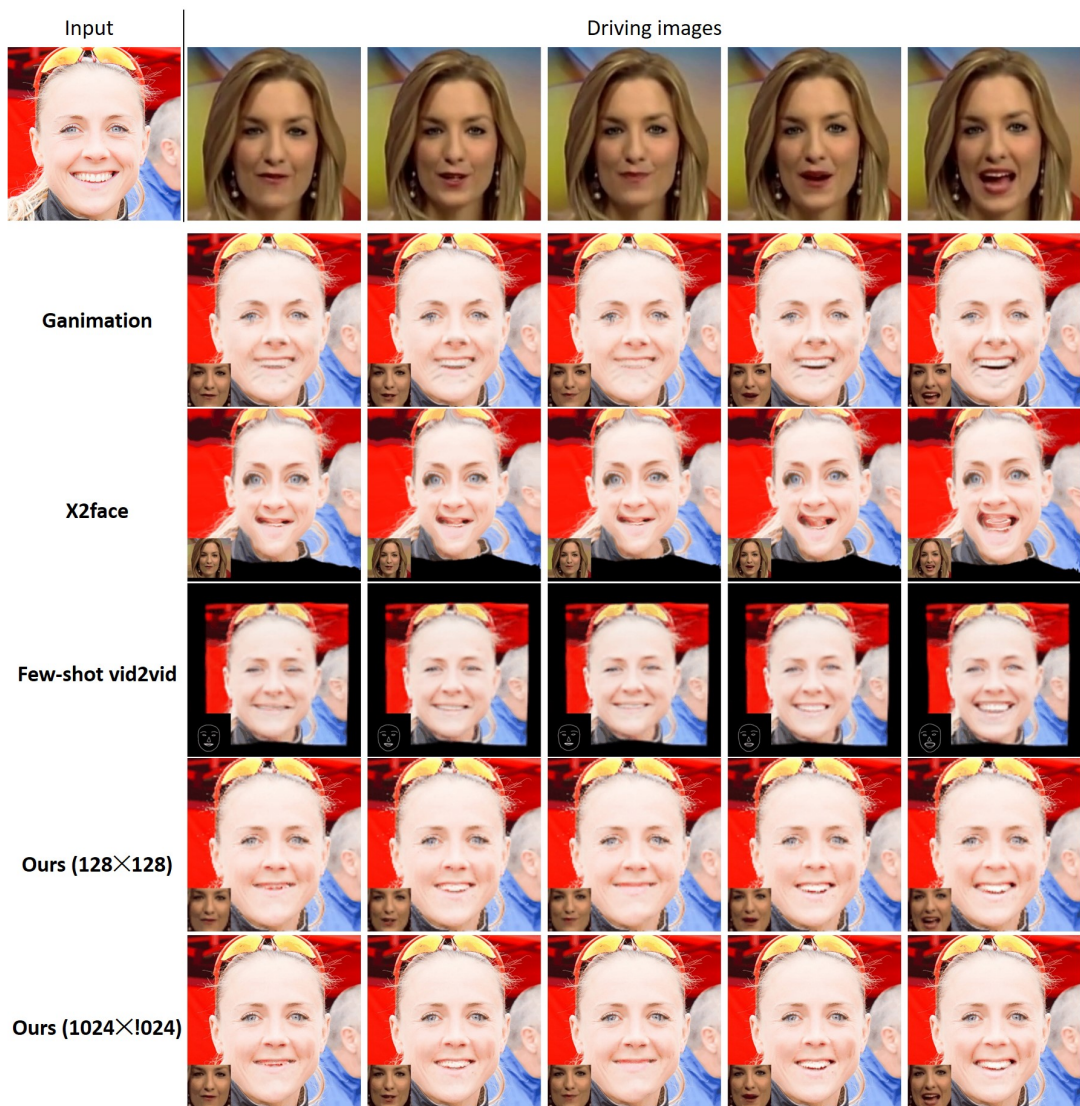 Input
Driving images
Ganimation
X2face
Few-shot vid2vid
Ours (128×128)
Ours (1024×!024)